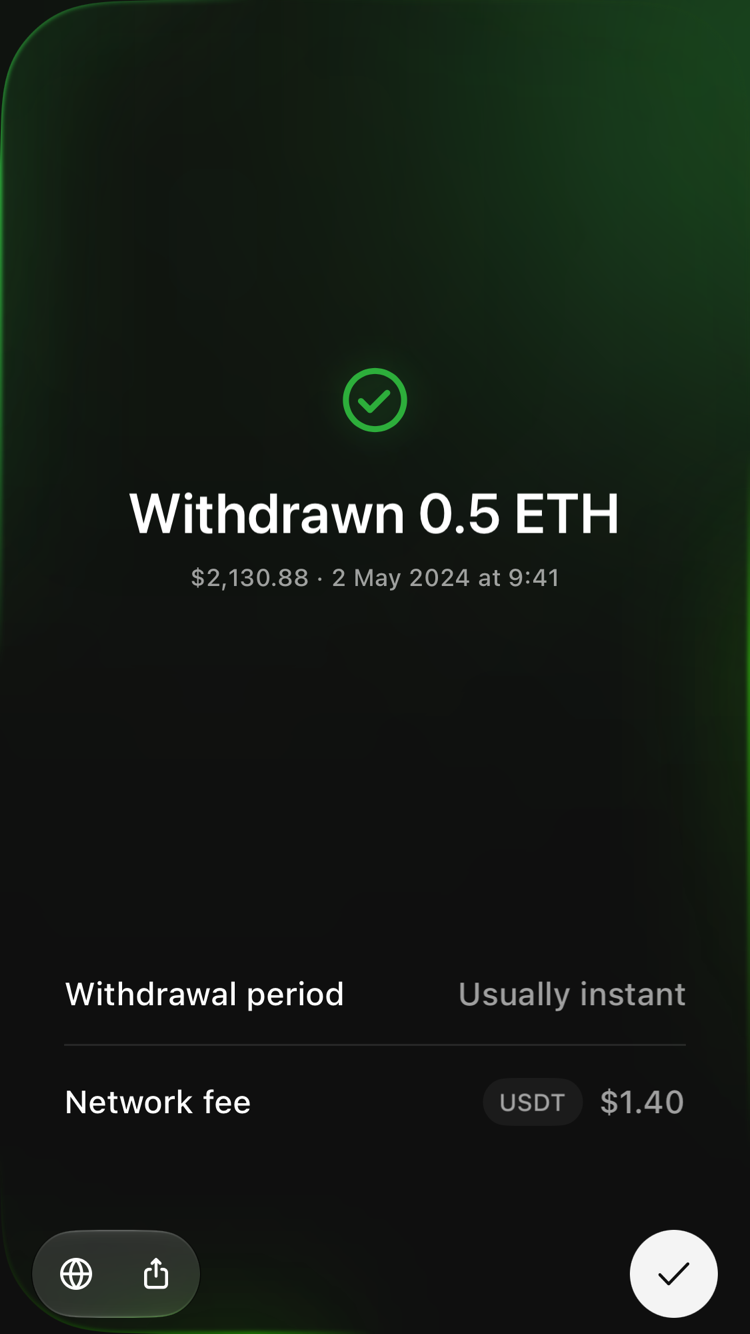 Withdrawn 0.5 ETH
$2,130.88 · 2 May 2024 at 9:41
Withdrawal period Usually instant
Network fee USDT $1.40